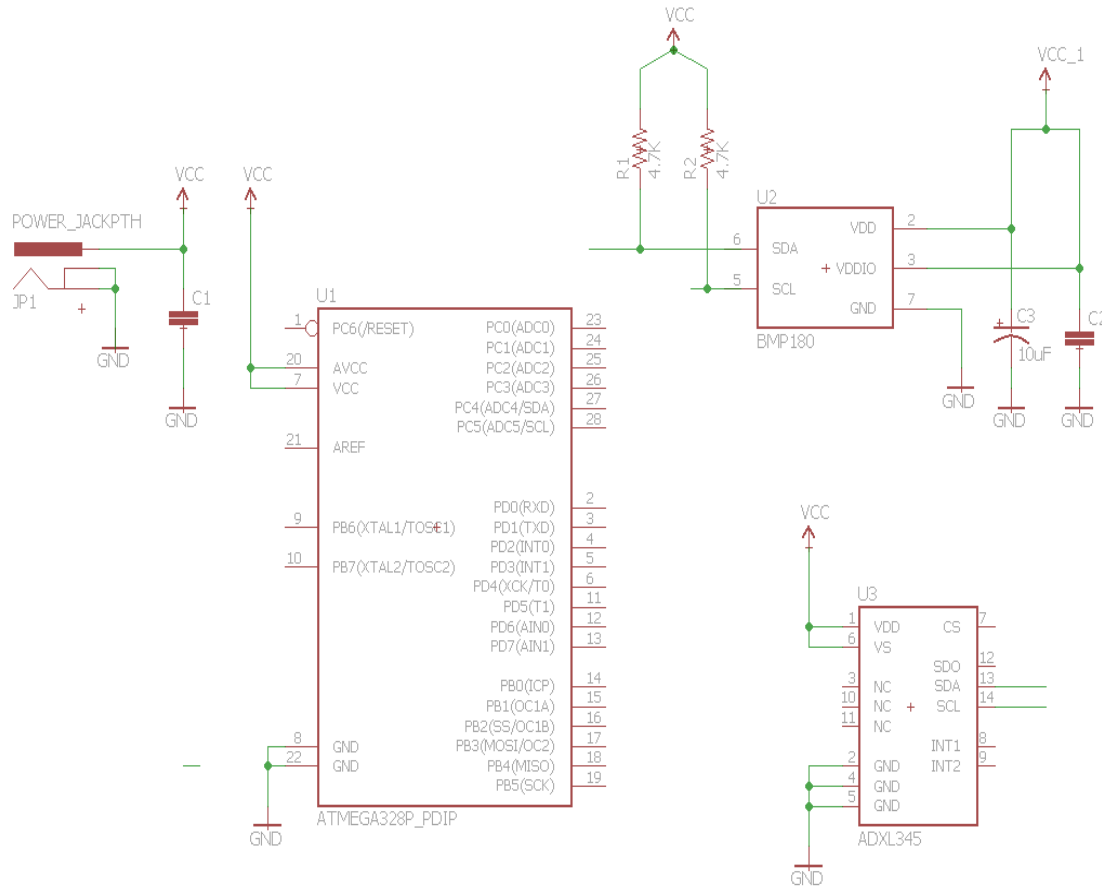 VCC
VCC_1
R1
4.7K
R2
4.7K
VCC
VCC
POWER_JACKPTH
JP1
GND
C1
GND
U2
6
SDA
5
SCL
VDD
2
VDDIO
3
GND
7
BMP180
GND
C3
10uF
GND
GND
U1
1
PC6(/RESET)
20
AVCC
7
VCC
21
AREF
9
PB6(XTAL1/TOSC1)
10
PB7(XTAL2/TOSC2)
8
GND
22
GND
GND
PC0(ADC0)
23
PC1(ADC1)
24
PC2(ADC2)
25
PC3(ADC3)
26
PC4(ADC4/SDA)
27
PC5(ADC5/SCL)
28
PD0(RXD)
2
PD1(TXD)
3
PD2(INT0)
4
PD3(INT1)
5
PD4(XCK/T0)
6
PD5(T1)
11
PD6(AIN0)
12
PD7(AIN1)
13
PB0(ICP)
14
PB1(OC1A)
15
PB2(SS/OC1B)
16
PB3(MOSI/OC2)
17
PB4(MISO)
18
PB5(SCK)
19
ATMEGA328P_PDIP
VCC
U3
1
VDD
6
VS
3
NC
10
NC
11
NC
2
GND
4
GND
5
GND
CS
7
SDO
12
SDA
13
SCL
14
INT1
8
INT2
9
ADXL345
GND